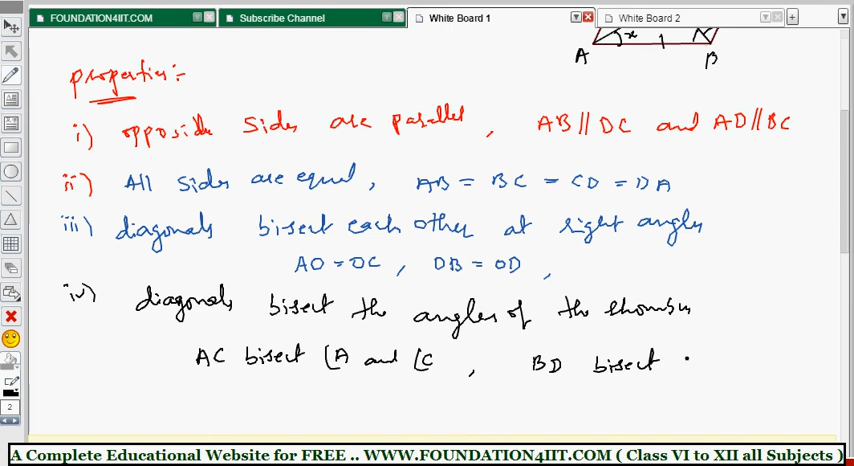 FOUNDATION4IIT.COM Subscribe Channel White Board 1 White Board 2
A x B
properties:-
i) opposide sides are parallel, AB // DC and AD // BC
ii) All sides are equal, AB = BC = CD = DA
iii) diagonals bisect each other at right angles
AO = OC, OB = OD,
iv) diagonals bisect the angles of the rhombus
AC bisect ∠A and ∠C, BD bisect
2
A Complete Educational Website for FREE .. WWW.FOUNDATION4IIT.COM ( Class VI to XII all Subjects )